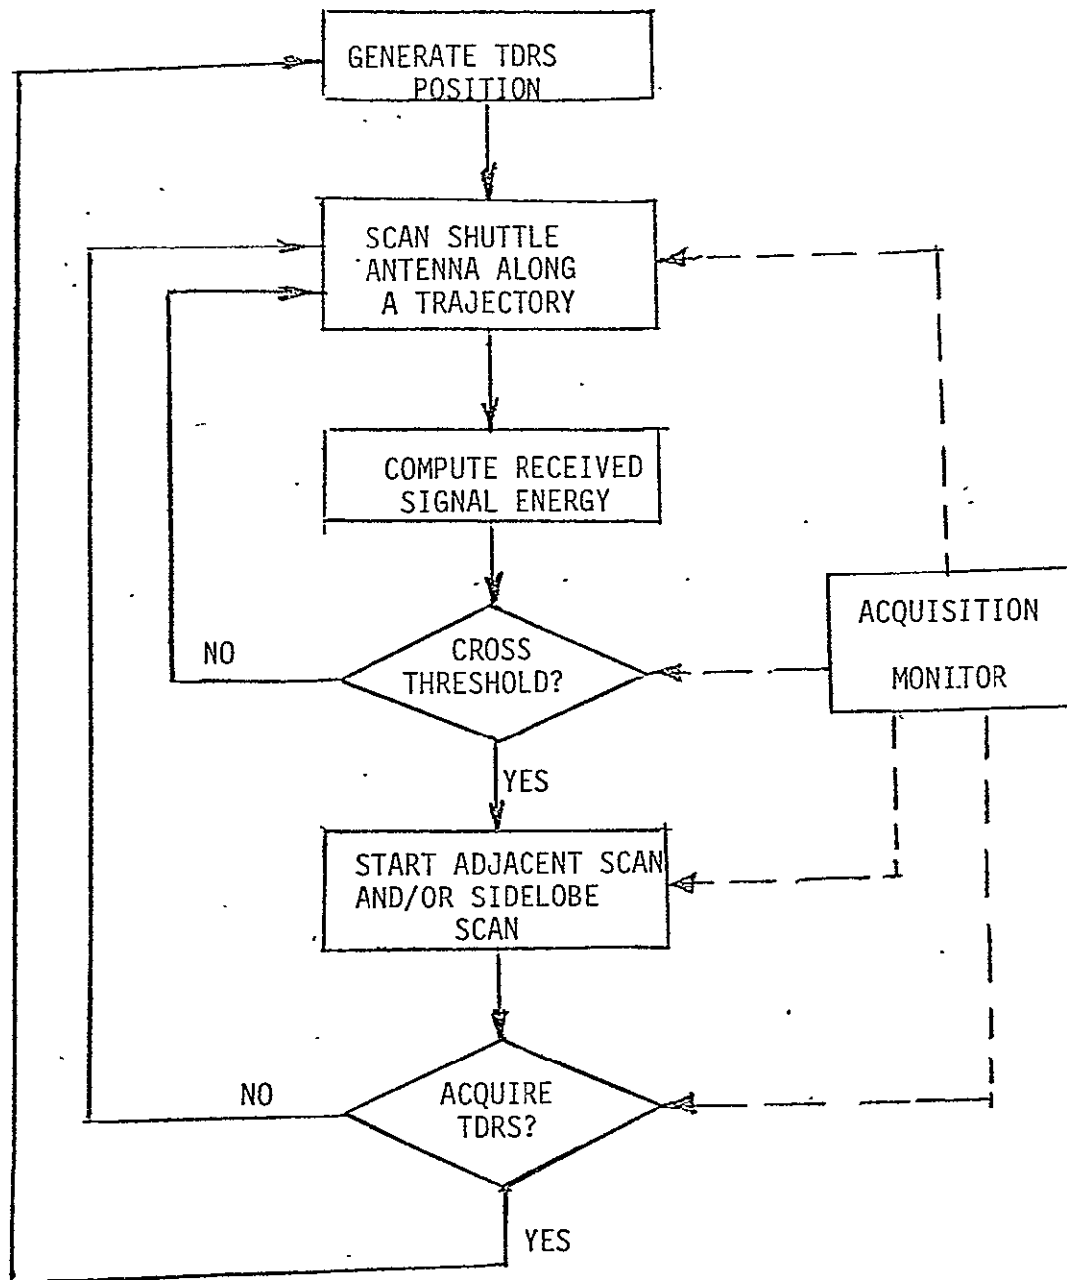 GENERATE TDRS
POSITION
SCAN SHUTTLE
ANTENNA ALONG
A TRAJECTORY
COMPUTE RECEIVED
SIGNAL ENERGY
ACQUISITION
MONITOR
NO
CROSS
THRESHOLD?
YES
START ADJACENT SCAN
AND/OR SIDELOBE
SCAN
NO
ACQUIRE
TDRS?
YES